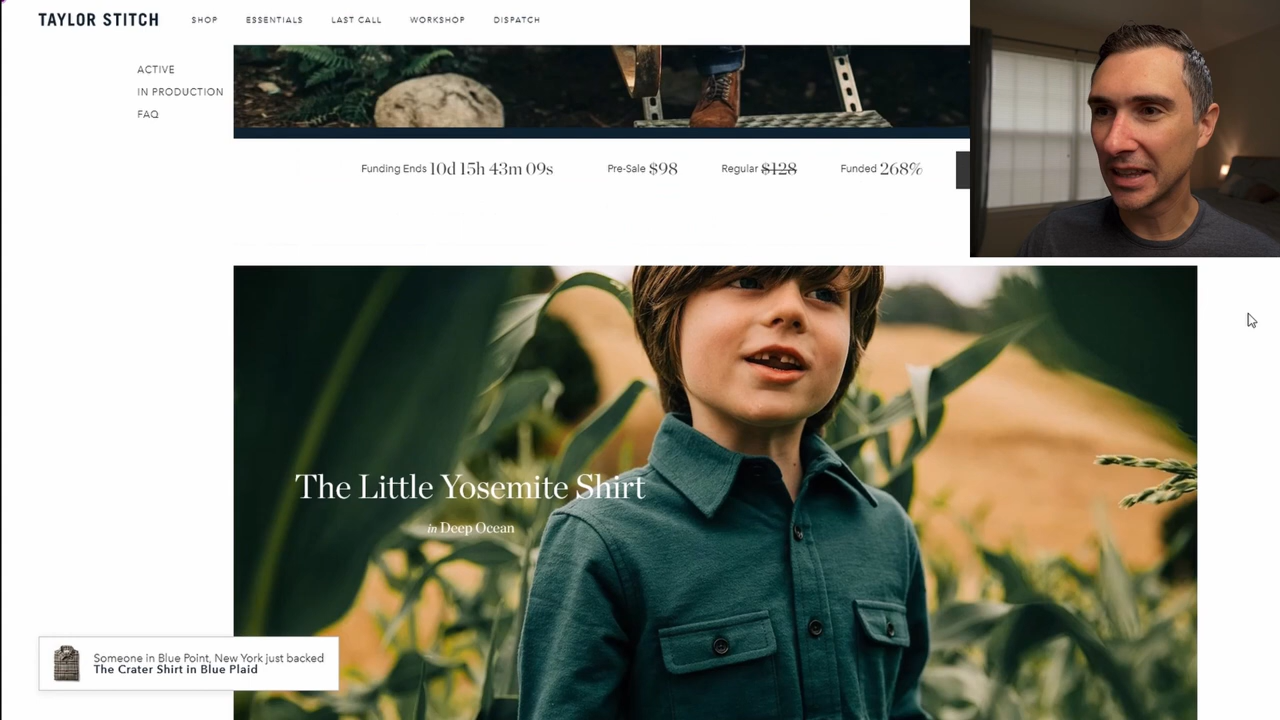 TAYLOR STITCH SHOP ESSENTIALS LAST CALL WORKSHOP DISPATCH
ACTIVE
IN PRODUCTION
FAQ
Funding Ends 10d 15h 43m 09s Pre-Sale $98 Regular $128 Funded 268%
The Little Yosemite Shirt
in Deep Ocean
Someone in Blue Point, New York just backed
The Crater Shirt in Blue Plaid